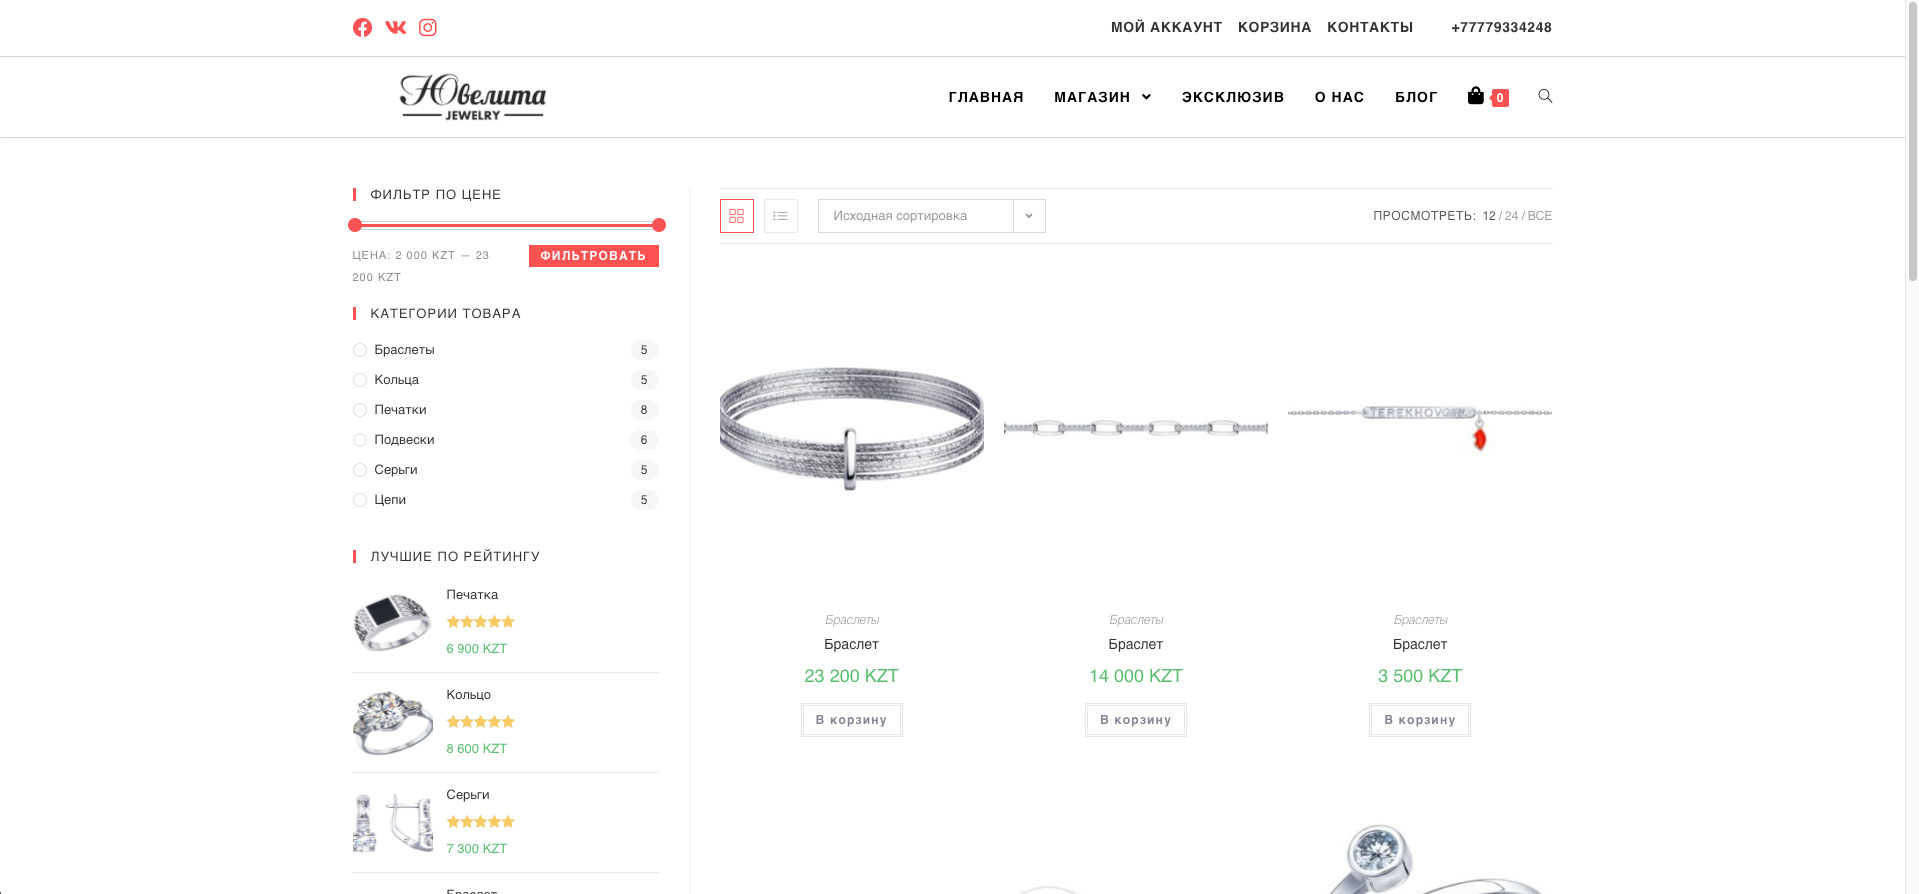 МОЙ АККАУНТ КОРЗИНА КОНТАКТЫ +77779334248
Ювелита
JEWELRY
ГЛАВНАЯ МАГАЗИН ЭКСКЛЮЗИВ О НАС БЛОГ 0
ФИЛЬТР ПО ЦЕНЕ
ЦЕНА: 2 000 KZT — 23
200 KZT
ФИЛЬТРОВАТЬ
КАТЕГОРИИ ТОВАРА
Браслеты 5
Кольца 5
Печатки 8
Подвески 6
Серьги 5
Цепи 5
ЛУЧШИЕ ПО РЕЙТИНГУ
Печатка
6 900 KZT
Кольцо
8 600 KZT
Серьги
7 300 KZT
Браслет
Исходная сортировка
ПРОСМОТРЕТЬ: 12 / 24 / ВСЕ
Браслеты
Браслет
23 200 KZT
В корзину
Браслеты
Браслет
14 000 KZT
В корзину
Браслеты
Браслет
3 500 KZT
В корзину